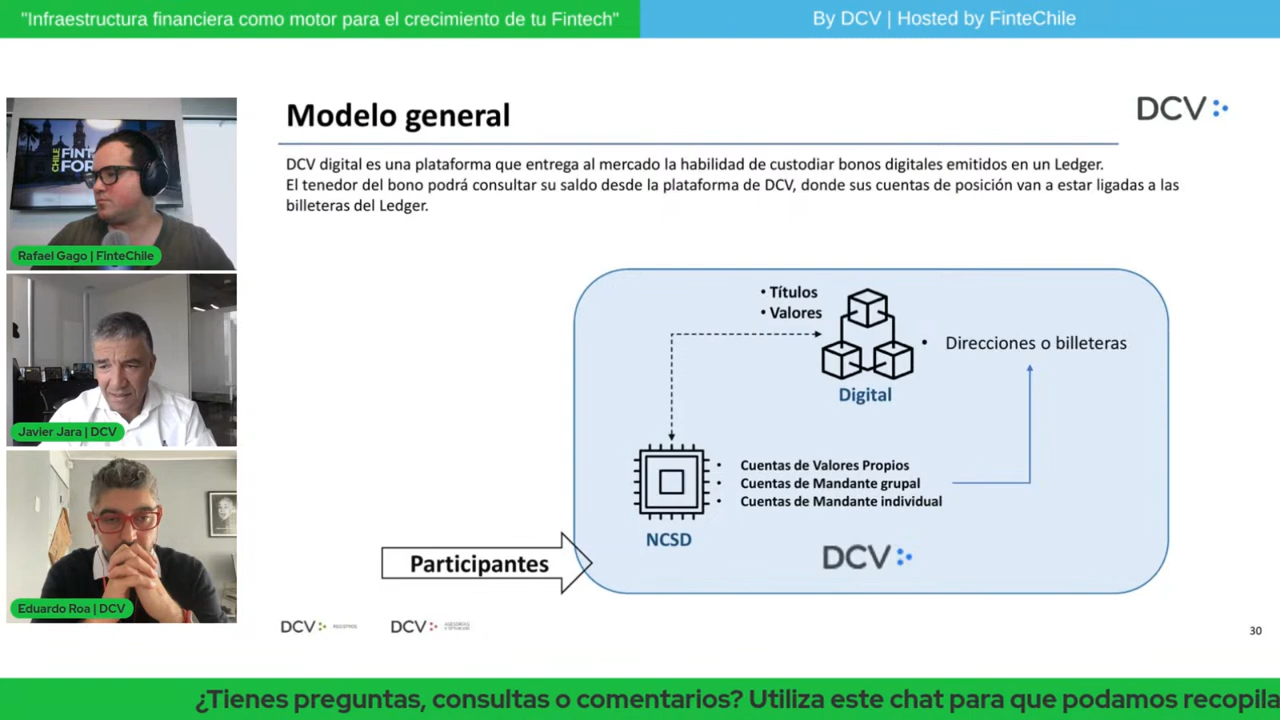 "Infraestructura financiera como motor para el crecimiento de tu Fintech"
By DCV | Hosted by FinteChile
Modelo general
DCV
DCV digital es una plataforma que entrega al mercado la habilidad de custodiar bonos digitales emitidos en un Ledger.
El tenedor del bono podrá consultar su saldo desde la plataforma de DCV, donde sus cuentas de posición van a estar ligadas a las
billeteras del Ledger.
CHILE
FINT
FOR
Rafael Gago | FinteChile
Javier Jara | DCV
Eduardo Roa | DCV
• Títulos
• Valores
• Direcciones o billeteras
Digital
• Cuentas de Valores Propios
• Cuentas de Mandante grupal
• Cuentas de Mandante individual
NCSD
DCV
Participantes
DCV REGISTROS
DCV
30
¿Tienes preguntas, consultas o comentarios? Utiliza este chat para que podamos recopila